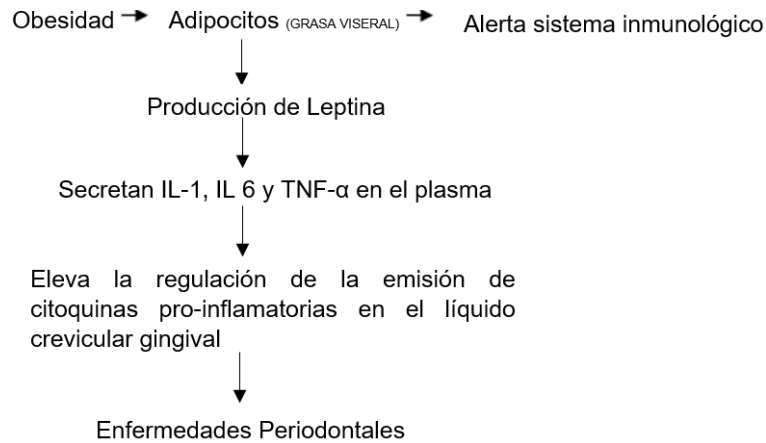 Obesidad Adipocitos (GRASA VISERAL) Alerta sistema inmunológico
Producción de Leptina
Secretan IL-1, IL 6 y TNF-α en el plasma
Eleva la regulación de la emisión de
citoquinas pro-inflamatorias en el líquido
crevicular gingival
Enfermedades Periodontales